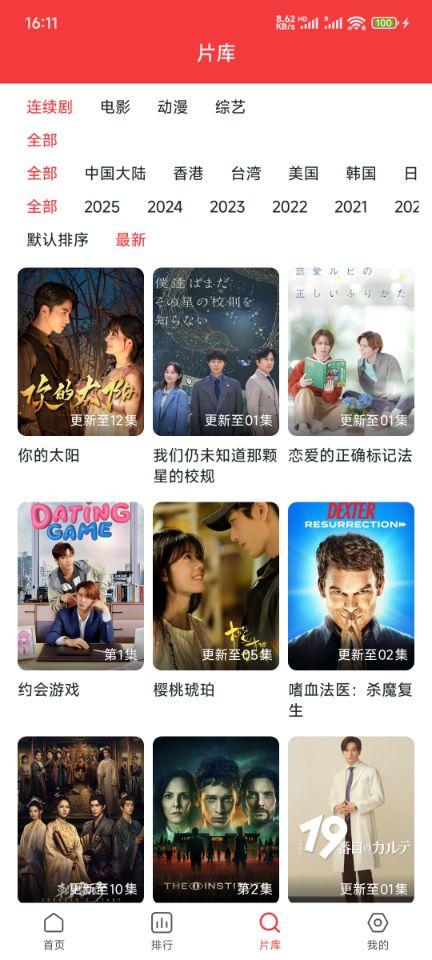 16:11
8.62 KB/s HD 100
片库
连续剧 电影 动漫 综艺
全部
全部 中国大陆 香港 台湾 美国 韩国 日
全部 2025 2024 2023 2022 2021 202
默认排序 最新
你的太阳
更新至12集
僕達はまだ
その星の校則を
知らない
更新至01集
恋愛ルビの
正しいふりかた
更新至01集
你的太阳
我们仍未知道那颗
星的校规
恋爱的正确标记法
DATING
GAME
第1集
更新至05集
DEXTER
RESURRECTION
更新至02集
约会游戏
樱桃琥珀
嗜血法医：杀魔复
生
更新至10集
THE INSTITUTE
第2集
19
番目のカルテ
更新至01集
首页 排行 片库 我的